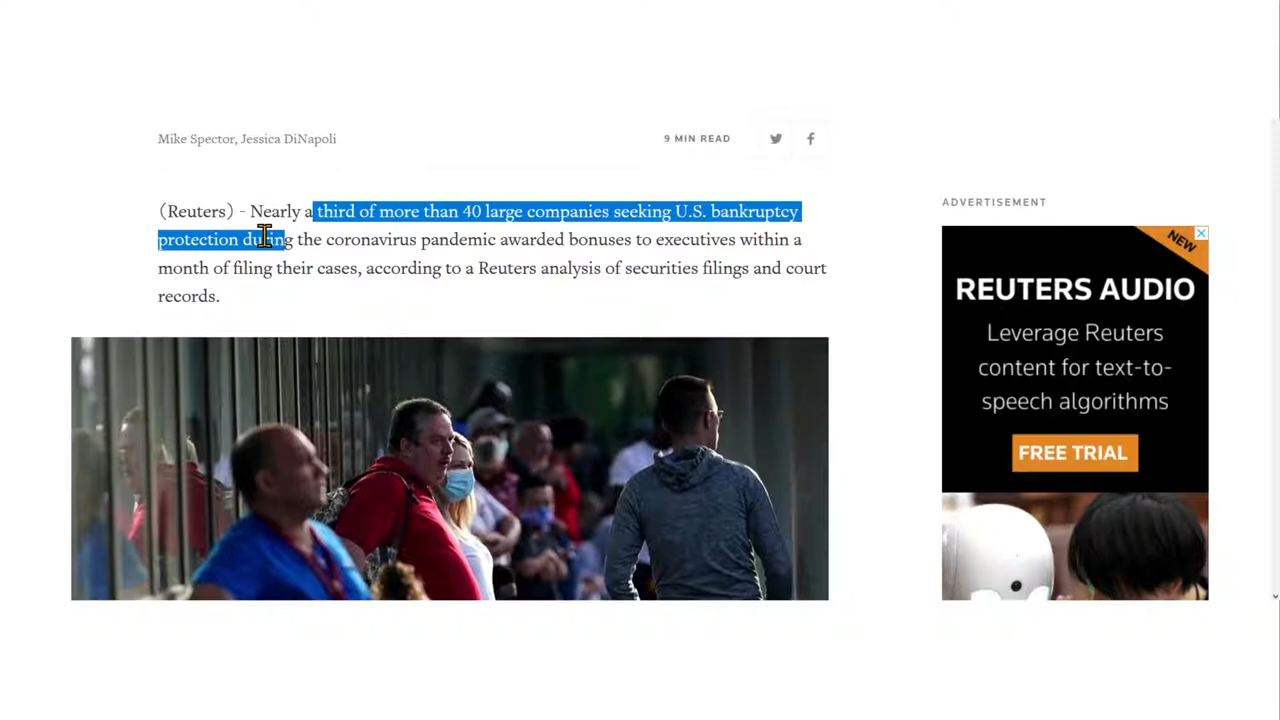 Mike Spector, Jessica DiNapoli
9 MIN READ
(Reuters) - Nearly a third of more than 40 large companies seeking U.S. bankruptcy
protection during the coronavirus pandemic awarded bonuses to executives within a
month of filing their cases, according to a Reuters analysis of securities filings and court
records.
ADVERTISEMENT
NEW
REUTERS AUDIO
Leverage Reuters
content for text-to-
speech algorithms
FREE TRIAL